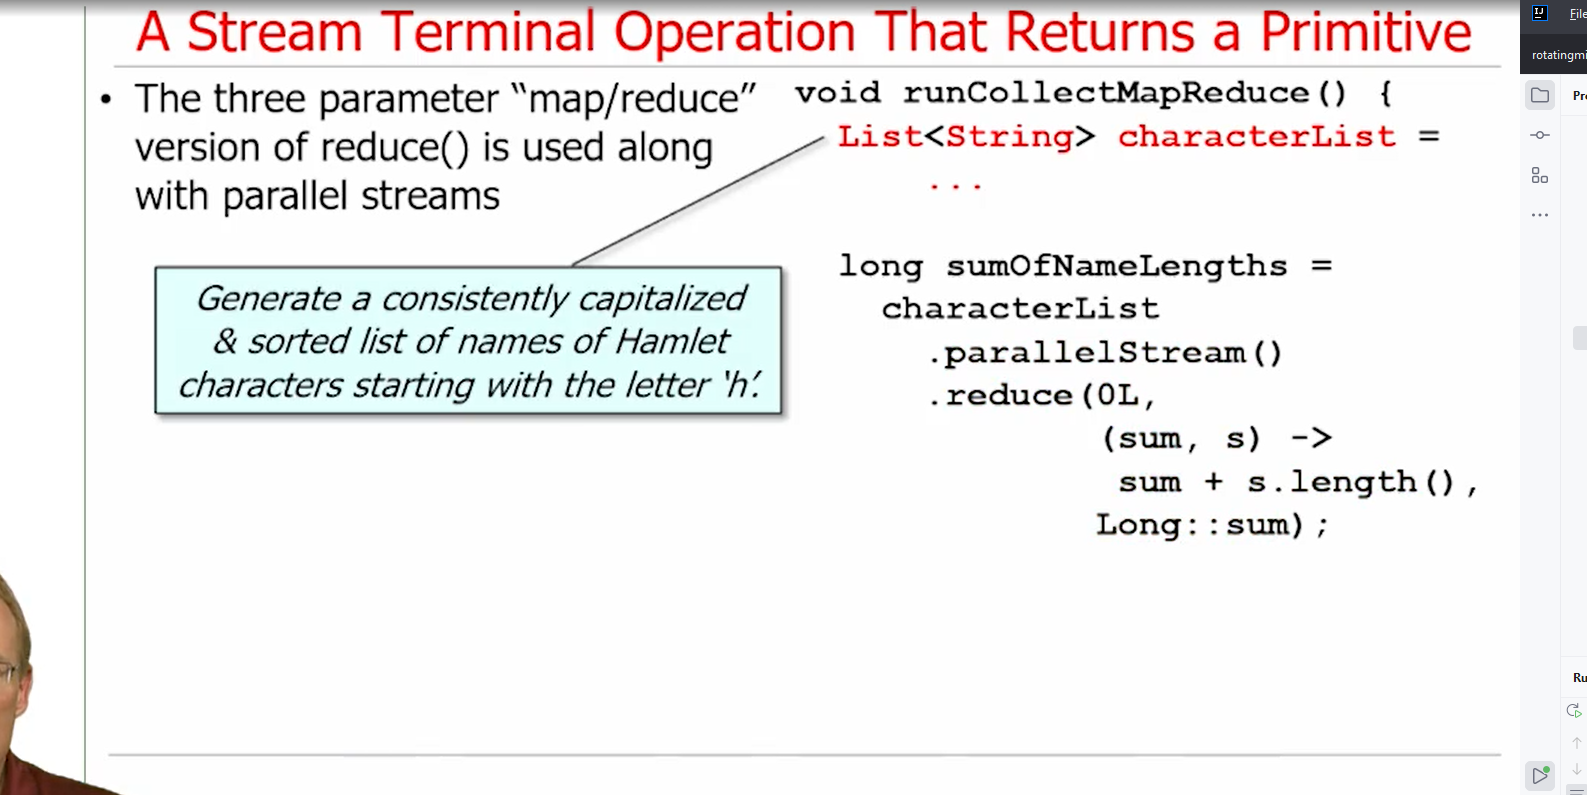 A Stream Terminal Operation That Returns a Primitive
• The three parameter “map/reduce”
version of reduce() is used along
with parallel streams
Generate a consistently capitalized
& sorted list of names of Hamlet
characters starting with the letter ‘h’.
void runCollectMapReduce() {
List<String> characterList =
...
long sumOfNameLengths =
characterList
.parallelStream()
.reduce(0L,
(sum, s) ->
sum + s.length(),
Long::sum);
IJ
File
rotatingmi
Pr
Ru